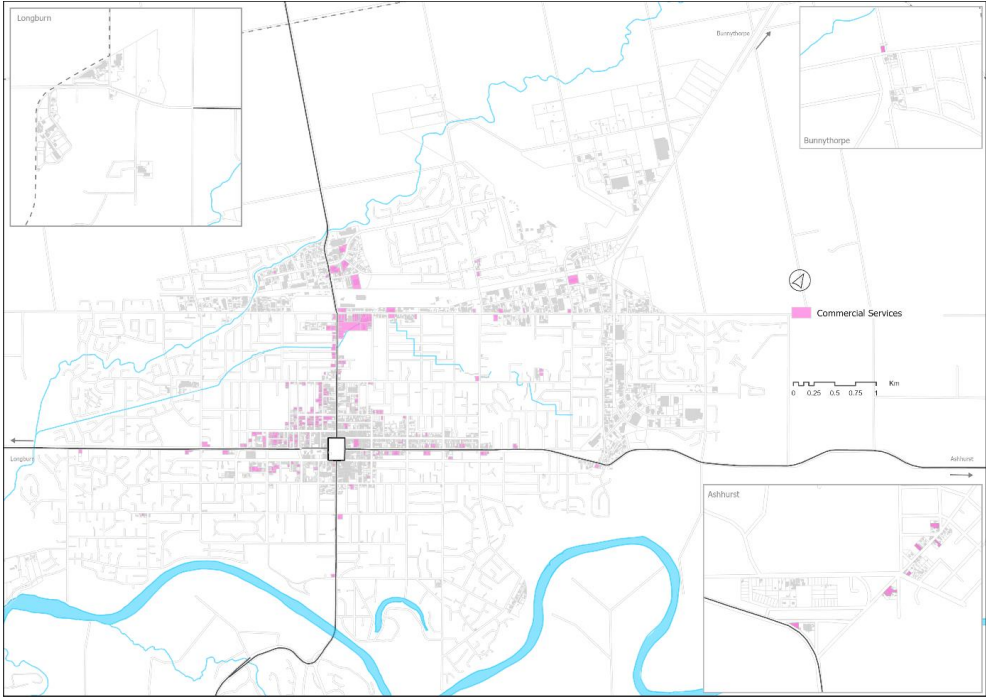 Longburn
Bunnythorpe
Bunnythorpe
Commercial Services
Km
0 0.25 0.5 0.75 1
Longburn
Ashhurst
Ashhurst